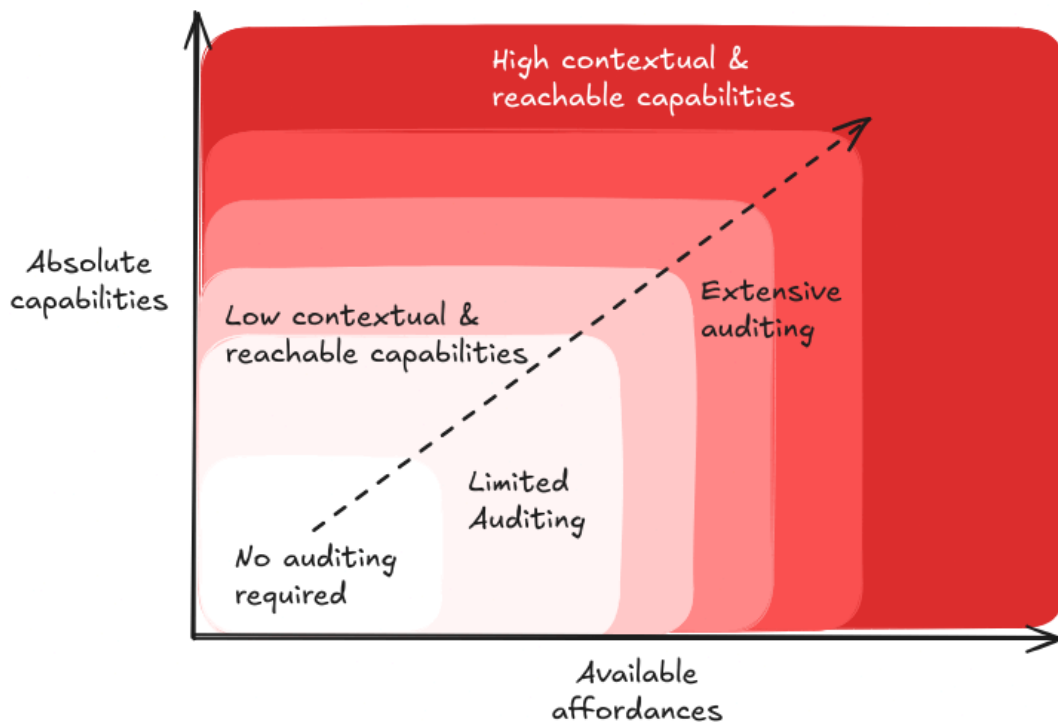 High contextual &
reachable capabilities
Absolute
capabilities
Extensive
auditing
Low contextual &
reachable capabilities
Limited
Auditing
No auditing
required
Available
affordances